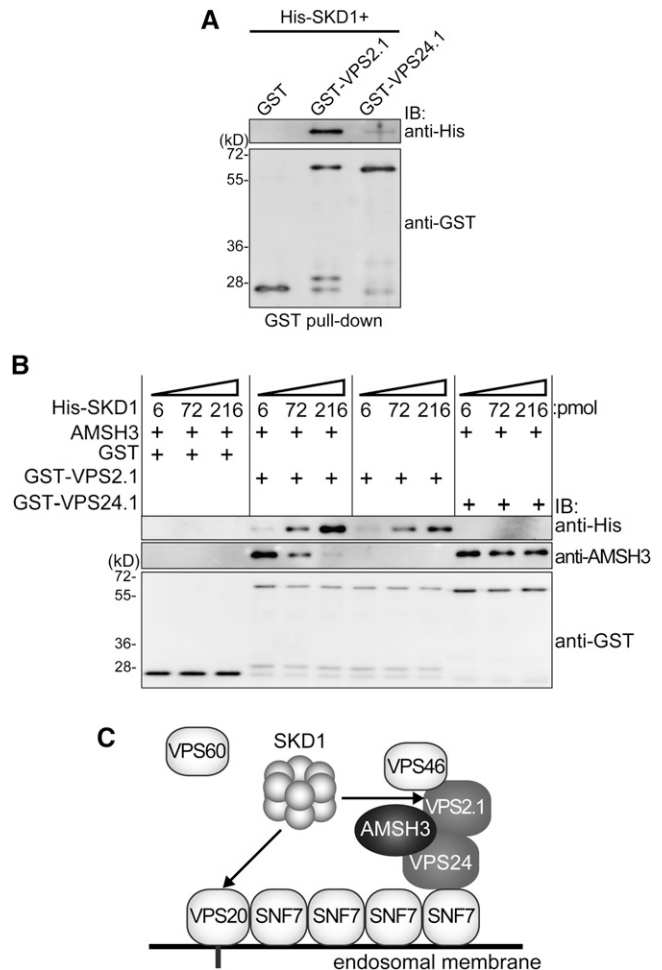 A
His-SKD1+
GST
GST-VPS2.1
GST-VPS24.1
IB:
anti-His
(kD)
72-
55-
36-
28-
anti-GST
GST pull-down
B
His-SKD1 6 72 216 6 72 216 6 72 216 6 72 216 :pmol
AMSH3 + + + + + + + + +
GST + + +
GST-VPS2.1 + + + + + +
GST-VPS24.1 + + + IB:
anti-His
(kD) anti-AMSH3
72-
55-
36-
28-
anti-GST
C
VPS60
SKD1
VPS46
VPS2.1
AMSH3
VPS24
VPS20 SNF7 SNF7 SNF7 SNF7
endosomal membrane